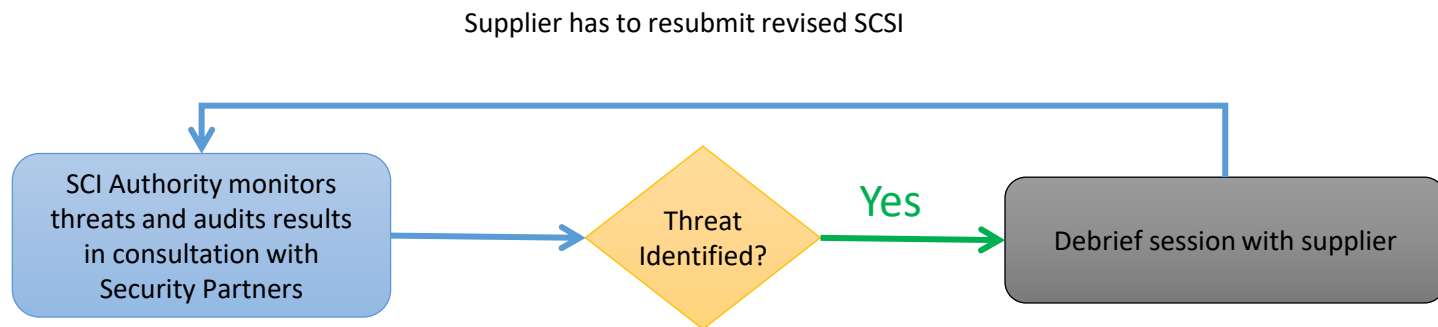 Supplier has to resubmit revised SCSI
SCI Authority monitors
threats and audits results
in consultation with
Security Partners
Threat
Identified?
Yes
Debrief session with supplier